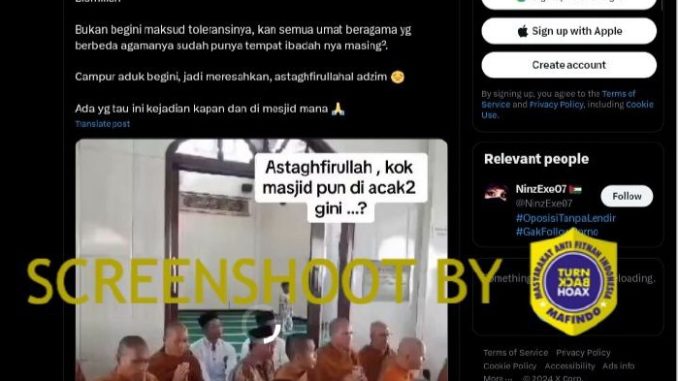 Bukan begini maksud toleransinya, kan semua umat beragama yg
berbeda agamanya sudah punya tempat ibadah nya masing².
Campur aduk begini, jadi meresahkan, astaghfirullahal adzim
Ada yg tau ini kejadian kapan dan di mesjid mana
Translate post
Astaghfirullah , kok
masjid pun di acak2
gini ...?
Sign up with Apple
Create account
By signing up, you agree to the Terms of
Service and Privacy Policy, including Cookie
Use.
Relevant people
NinzExe07
@NinzExe07
Follow
#OposisiTanpaLendir
SCREENSHOOT BY
MASYARAKAT ANTI FITNAH INDONESIA
TURN
BACK
HOAX
MAFINDO
loading.
Terms of Service Privacy Policy
Cookie Policy Accessibility Ads info
More ... © 2024 X Corp.